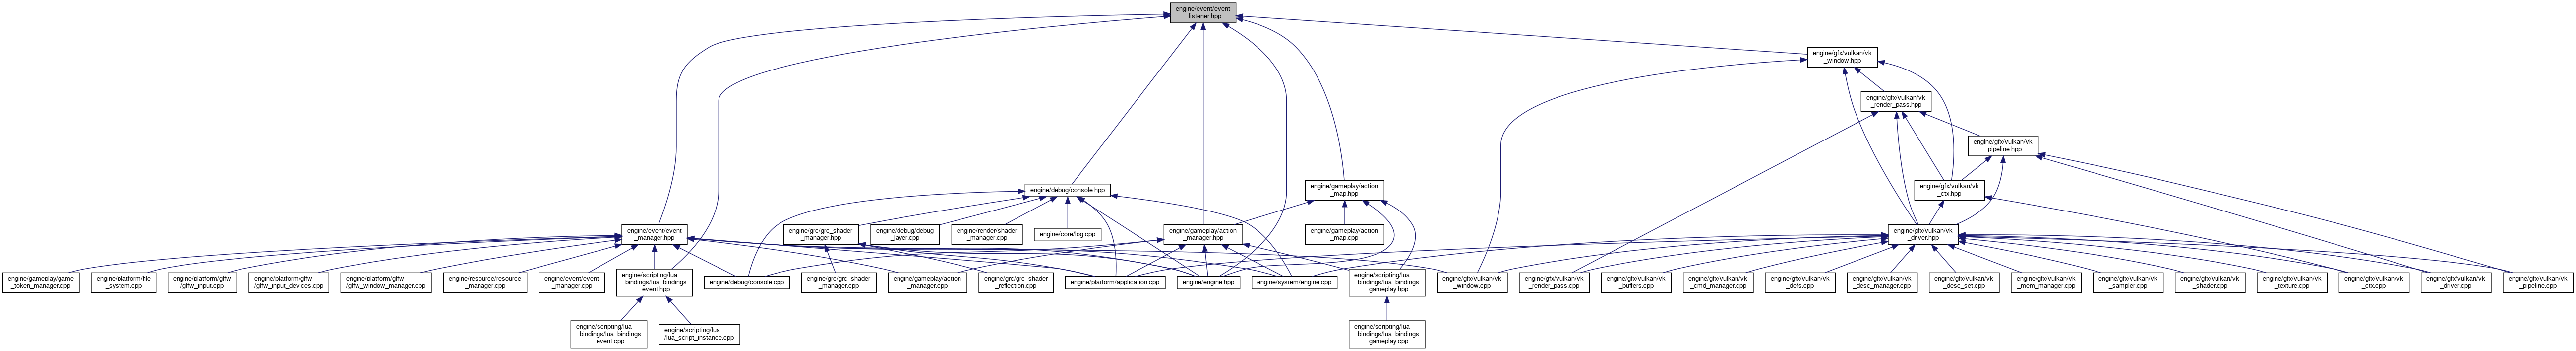 engine/event/event
_listener.hpp
engine/gfx/vulkan/vk
_window.hpp
engine/gfx/vulkan/vk
_render_pass.hpp
engine/gfx/vulkan/vk
_pipeline.hpp
engine/debug/console.hpp
engine/gameplay/action
_map.hpp
engine/gfx/vulkan/vk
_ctx.hpp
engine/event/event
_manager.hpp
engine/grc/grc_shader
_manager.hpp
engine/debug/debug
_layer.cpp
engine/render/shader
_manager.cpp
engine/core/log.cpp
engine/gameplay/action
_manager.hpp
engine/gameplay/action
_map.cpp
engine/gfx/vulkan/vk
_driver.hpp
engine/gameplay/game
_token_manager.cpp
engine/platform/file
_system.cpp
engine/platform/glfw
/glfw_input.cpp
engine/platform/glfw
/glfw_input_devices.cpp
engine/platform/glfw
_window_manager.cpp
engine/resource/resource
_manager.cpp
engine/event/event
_manager.cpp
engine/scripting/lua
_bindings/lua_bindings
_event.hpp
engine/debug/console.cpp
engine/grc/grc_shader
_manager.cpp
engine/gameplay/action
_manager.cpp
engine/grc/grc_shader
_reflection.cpp
engine/platform/application.cpp
engine/engine.hpp
engine/system/engine.cpp
engine/scripting/lua
_bindings/lua_bindings
_gameplay.hpp
engine/gfx/vulkan/vk
_window.cpp
engine/gfx/vulkan/vk
_render_pass.cpp
engine/gfx/vulkan/vk
_buffers.cpp
engine/gfx/vulkan/vk
_cmd_manager.cpp
engine/gfx/vulkan/vk
_defs.cpp
engine/gfx/vulkan/vk
_desc_manager.cpp
engine/gfx/vulkan/vk
_desc_set.cpp
engine/gfx/vulkan/vk
_mem_manager.cpp
engine/gfx/vulkan/vk
_sampler.cpp
engine/gfx/vulkan/vk
_shader.cpp
engine/gfx/vulkan/vk
_texture.cpp
engine/gfx/vulkan/vk
_ctx.cpp
engine/gfx/vulkan/vk
_driver.cpp
engine/gfx/vulkan/vk
_pipeline.cpp
engine/scripting/lua
_bindings/lua_bindings
_event.cpp
engine/scripting/lua
/lua_script_instance.cpp
engine/scripting/lua
_bindings/lua_bindings
_gameplay.cpp